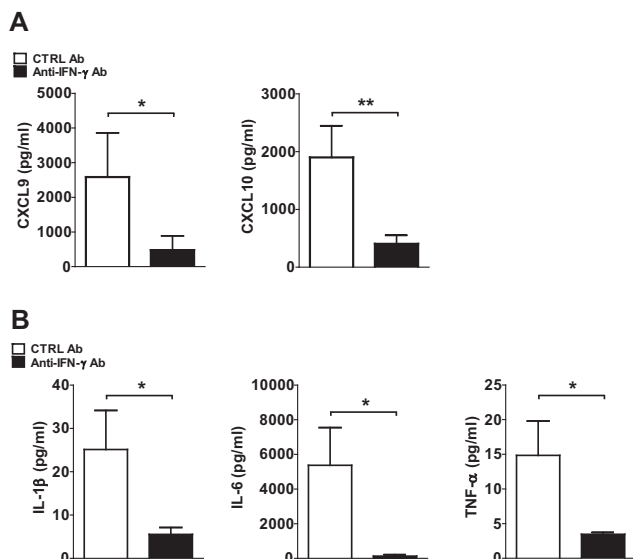 A
CTRL Ab
Anti-IFN-γ Ab
CXCL9 (pg/ml)
5000
4000
3000
2000
1000
0
*
CXCL10 (pg/ml)
3000
2000
1000
0
**
B
CTRL Ab
Anti-IFN-γ Ab
IL-1β (pg/ml)
40
30
20
10
0
*
IL-6 (pg/ml)
10000
8000
6000
4000
2000
0
*
TNF-α (pg/ml)
25
20
15
10
5
0
*